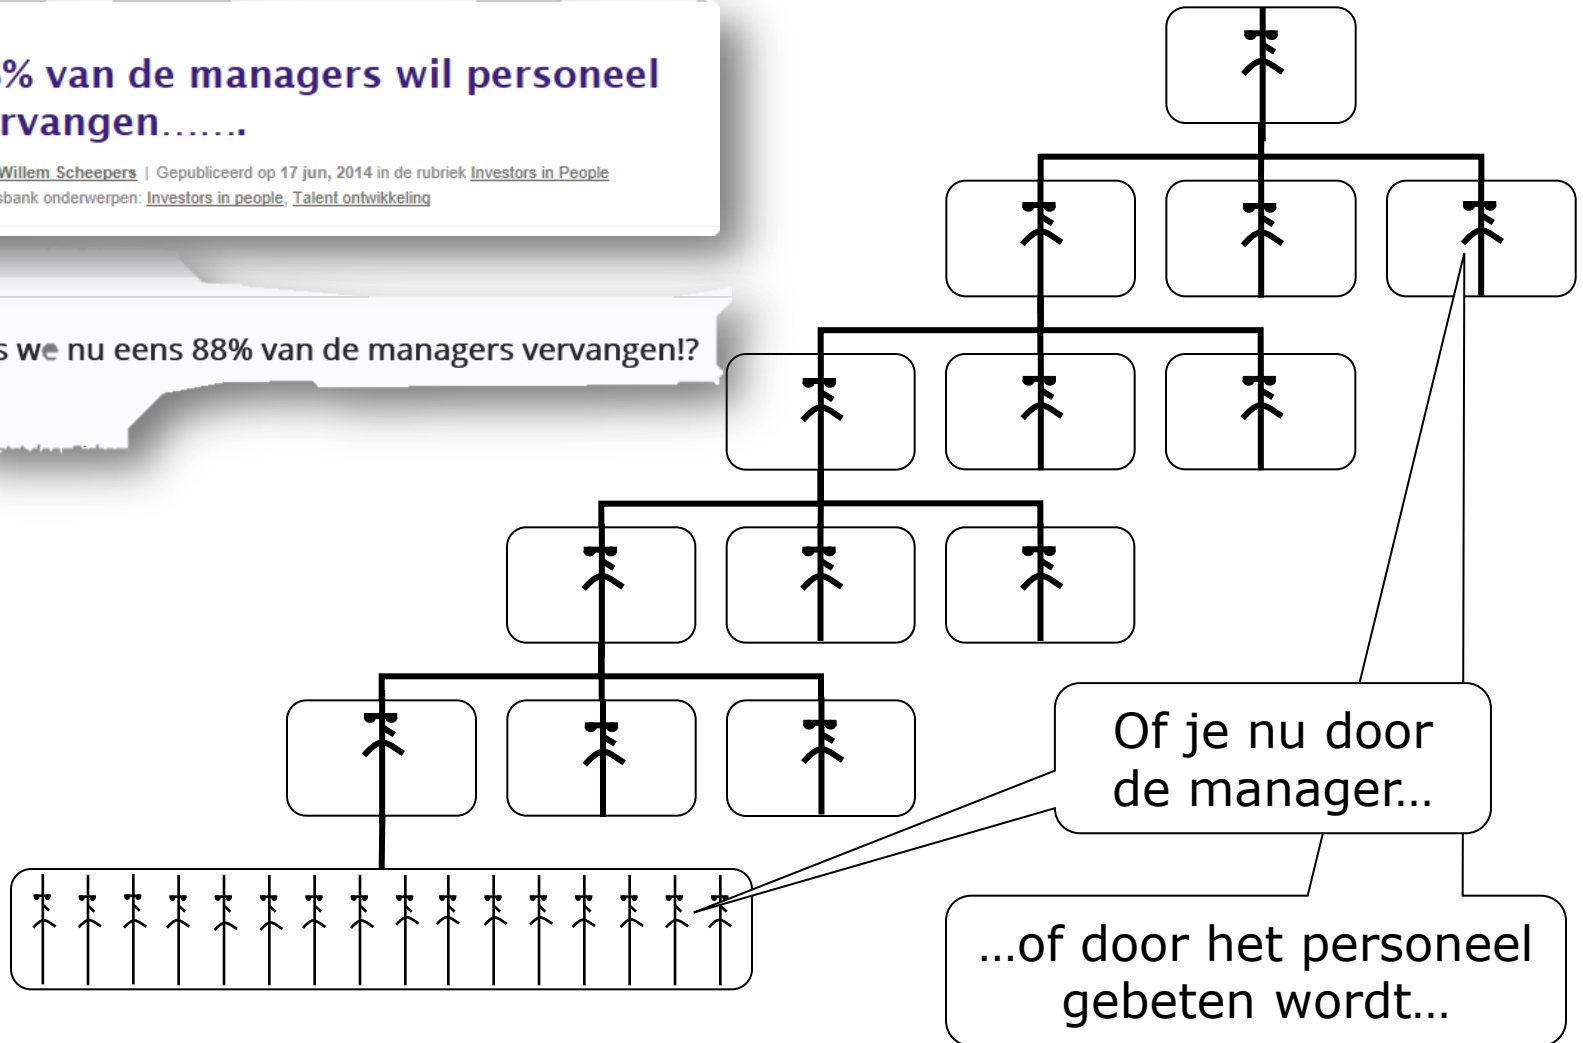 % van de managers wil personeel
rvangen.......
Willem Scheepers | Gepubliceerd op 17 jun, 2014 in de rubriek Investors in People
sbank onderwerpen: Investors in people, Talent ontwikkeling
s we nu eens 88% van de managers vervangen!?
Of je nu door
de manager...
...of door het personeel
gebeten wordt...